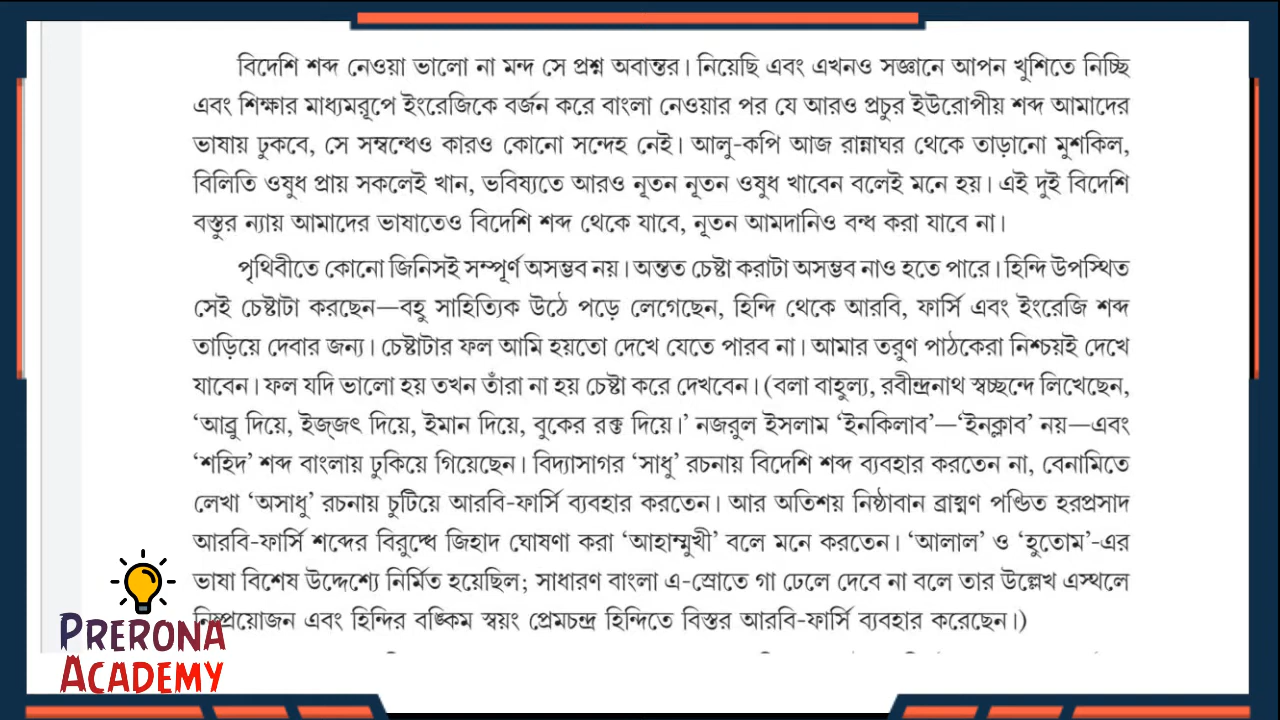 বিদেশি শব্দ নেওয়া ভালো না মন্দ সে প্রশ্ন অবান্তর। নিয়েছি এবং এখনও সজ্ঞানে আপন খুশিতে নিচ্ছি
এবং শিক্ষার মাধ্যমরূপে ইংরেজিকে বর্জন করে বাংলা নেওয়ার পর যে আরও প্রচুর ইউরোপীয় শব্দ আমাদের
ভাষায় ঢুকবে, সে সম্বন্ধেও কারও কোনো সন্দেহ নেই। আলু-কপি আজ রান্নাঘর থেকে তাড়ানো মুশকিল,
বিলিতি ওষুধ প্রায় সকলেই খান, ভবিষ্যতে আরও নূতন নূতন ওষুধ খাবেন বলেই মনে হয়। এই দুই বিদেশি
বস্তুর ন্যায় আমাদের ভাষাতেও বিদেশি শব্দ থেকে যাবে, নূতন আমদানিও বন্ধ করা যাবে না।
পৃথিবীতে কোনো জিনিসই সম্পূর্ণ অসম্ভব নয়। অন্তত চেষ্টা করাটা অসম্ভব নাও হতে পারে। হিন্দি উপস্থিত
সেই চেষ্টাটা করছেন—বহু সাহিত্যিক উঠে পড়ে লেগেছেন, হিন্দি থেকে আরবি, ফার্সি এবং ইংরেজি শব্দ
তাড়িয়ে দেবার জন্য। চেষ্টাটার ফল আমি হয়তো দেখে যেতে পারব না। আমার তরুণ পাঠকেরা নিশ্চয়ই দেখে
যাবেন। ফল যদি ভালো হয় তখন তাঁরা না হয় চেষ্টা করে দেখবেন। (বলা বাহুল্য, রবীন্দ্রনাথ স্বচ্ছন্দে লিখেছেন,
‘আব্রু দিয়ে, ইজ্জৎ দিয়ে, ইমান দিয়ে, বুকের রক্ত দিয়ে।’ নজরুল ইসলাম ‘ইনকিলাব’—‘ইনক্লাব’ নয়—এবং
‘শহিদ’ শব্দ বাংলায় ঢুকিয়ে গিয়েছেন। বিদ্যাসাগর ‘সাধু’ রচনায় বিদেশি শব্দ ব্যবহার করতেন না, বেনামিতে
লেখা ‘অসাধু’ রচনায় চুটিয়ে আরবি-ফার্সি ব্যবহার করতেন। আর অতিশয় নিষ্ঠাবান ব্রাহ্মণ পণ্ডিত হরপ্রসাদ
আরবি-ফার্সি শব্দের বিরুদ্ধে জিহাদ ঘোষণা করা ‘আহাম্মুখী’ বলে মনে করতেন। ‘আলাল’ ও ‘হুতোম’-এর
ভাষা বিশেষ উদ্দেশ্যে নির্মিত হয়েছিল; সাধারণ বাংলা এ-স্রোতে গা ঢেলে দেবে না বলে তার উল্লেখ এস্থলে
নিষ্প্রয়োজন এবং হিন্দির বঙ্কিম স্বয়ং প্রেমচন্দ্র হিন্দিতে বিস্তর আরবি-ফার্সি ব্যবহার করেছেন।)
PRERONA
ACADEMY